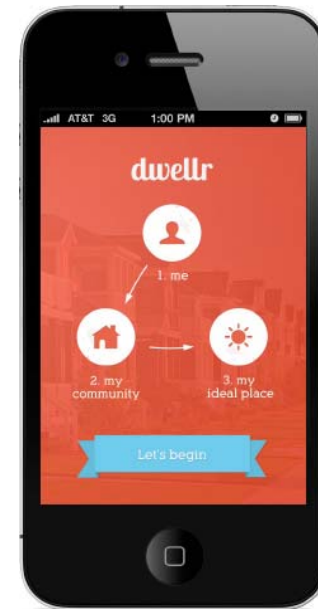 AT&T 3G 1:00 PM
dwellr
1. me
2. my
community
3. my
ideal place
Let's begin